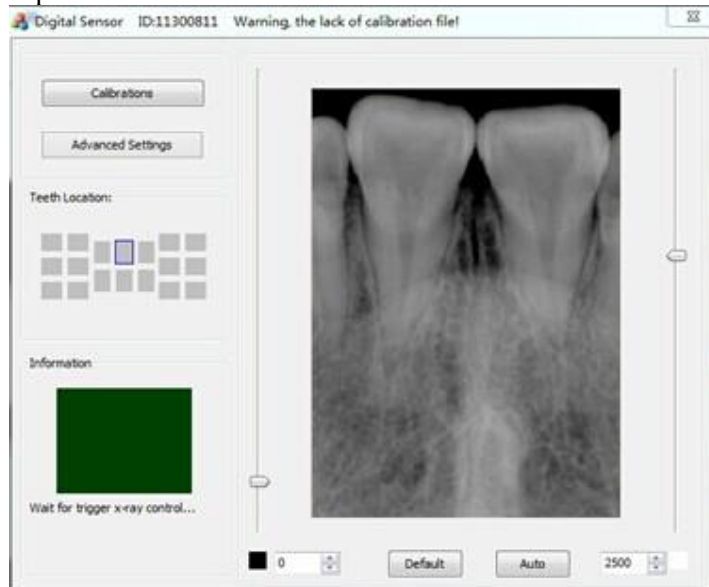 Digital Sensor ID:11300811 Warning, the lack of calibration file!
Calibrations
Advanced Settings
Teeth Location:
Information
Wait for trigger x-ray control...
0
Default
Auto
2500